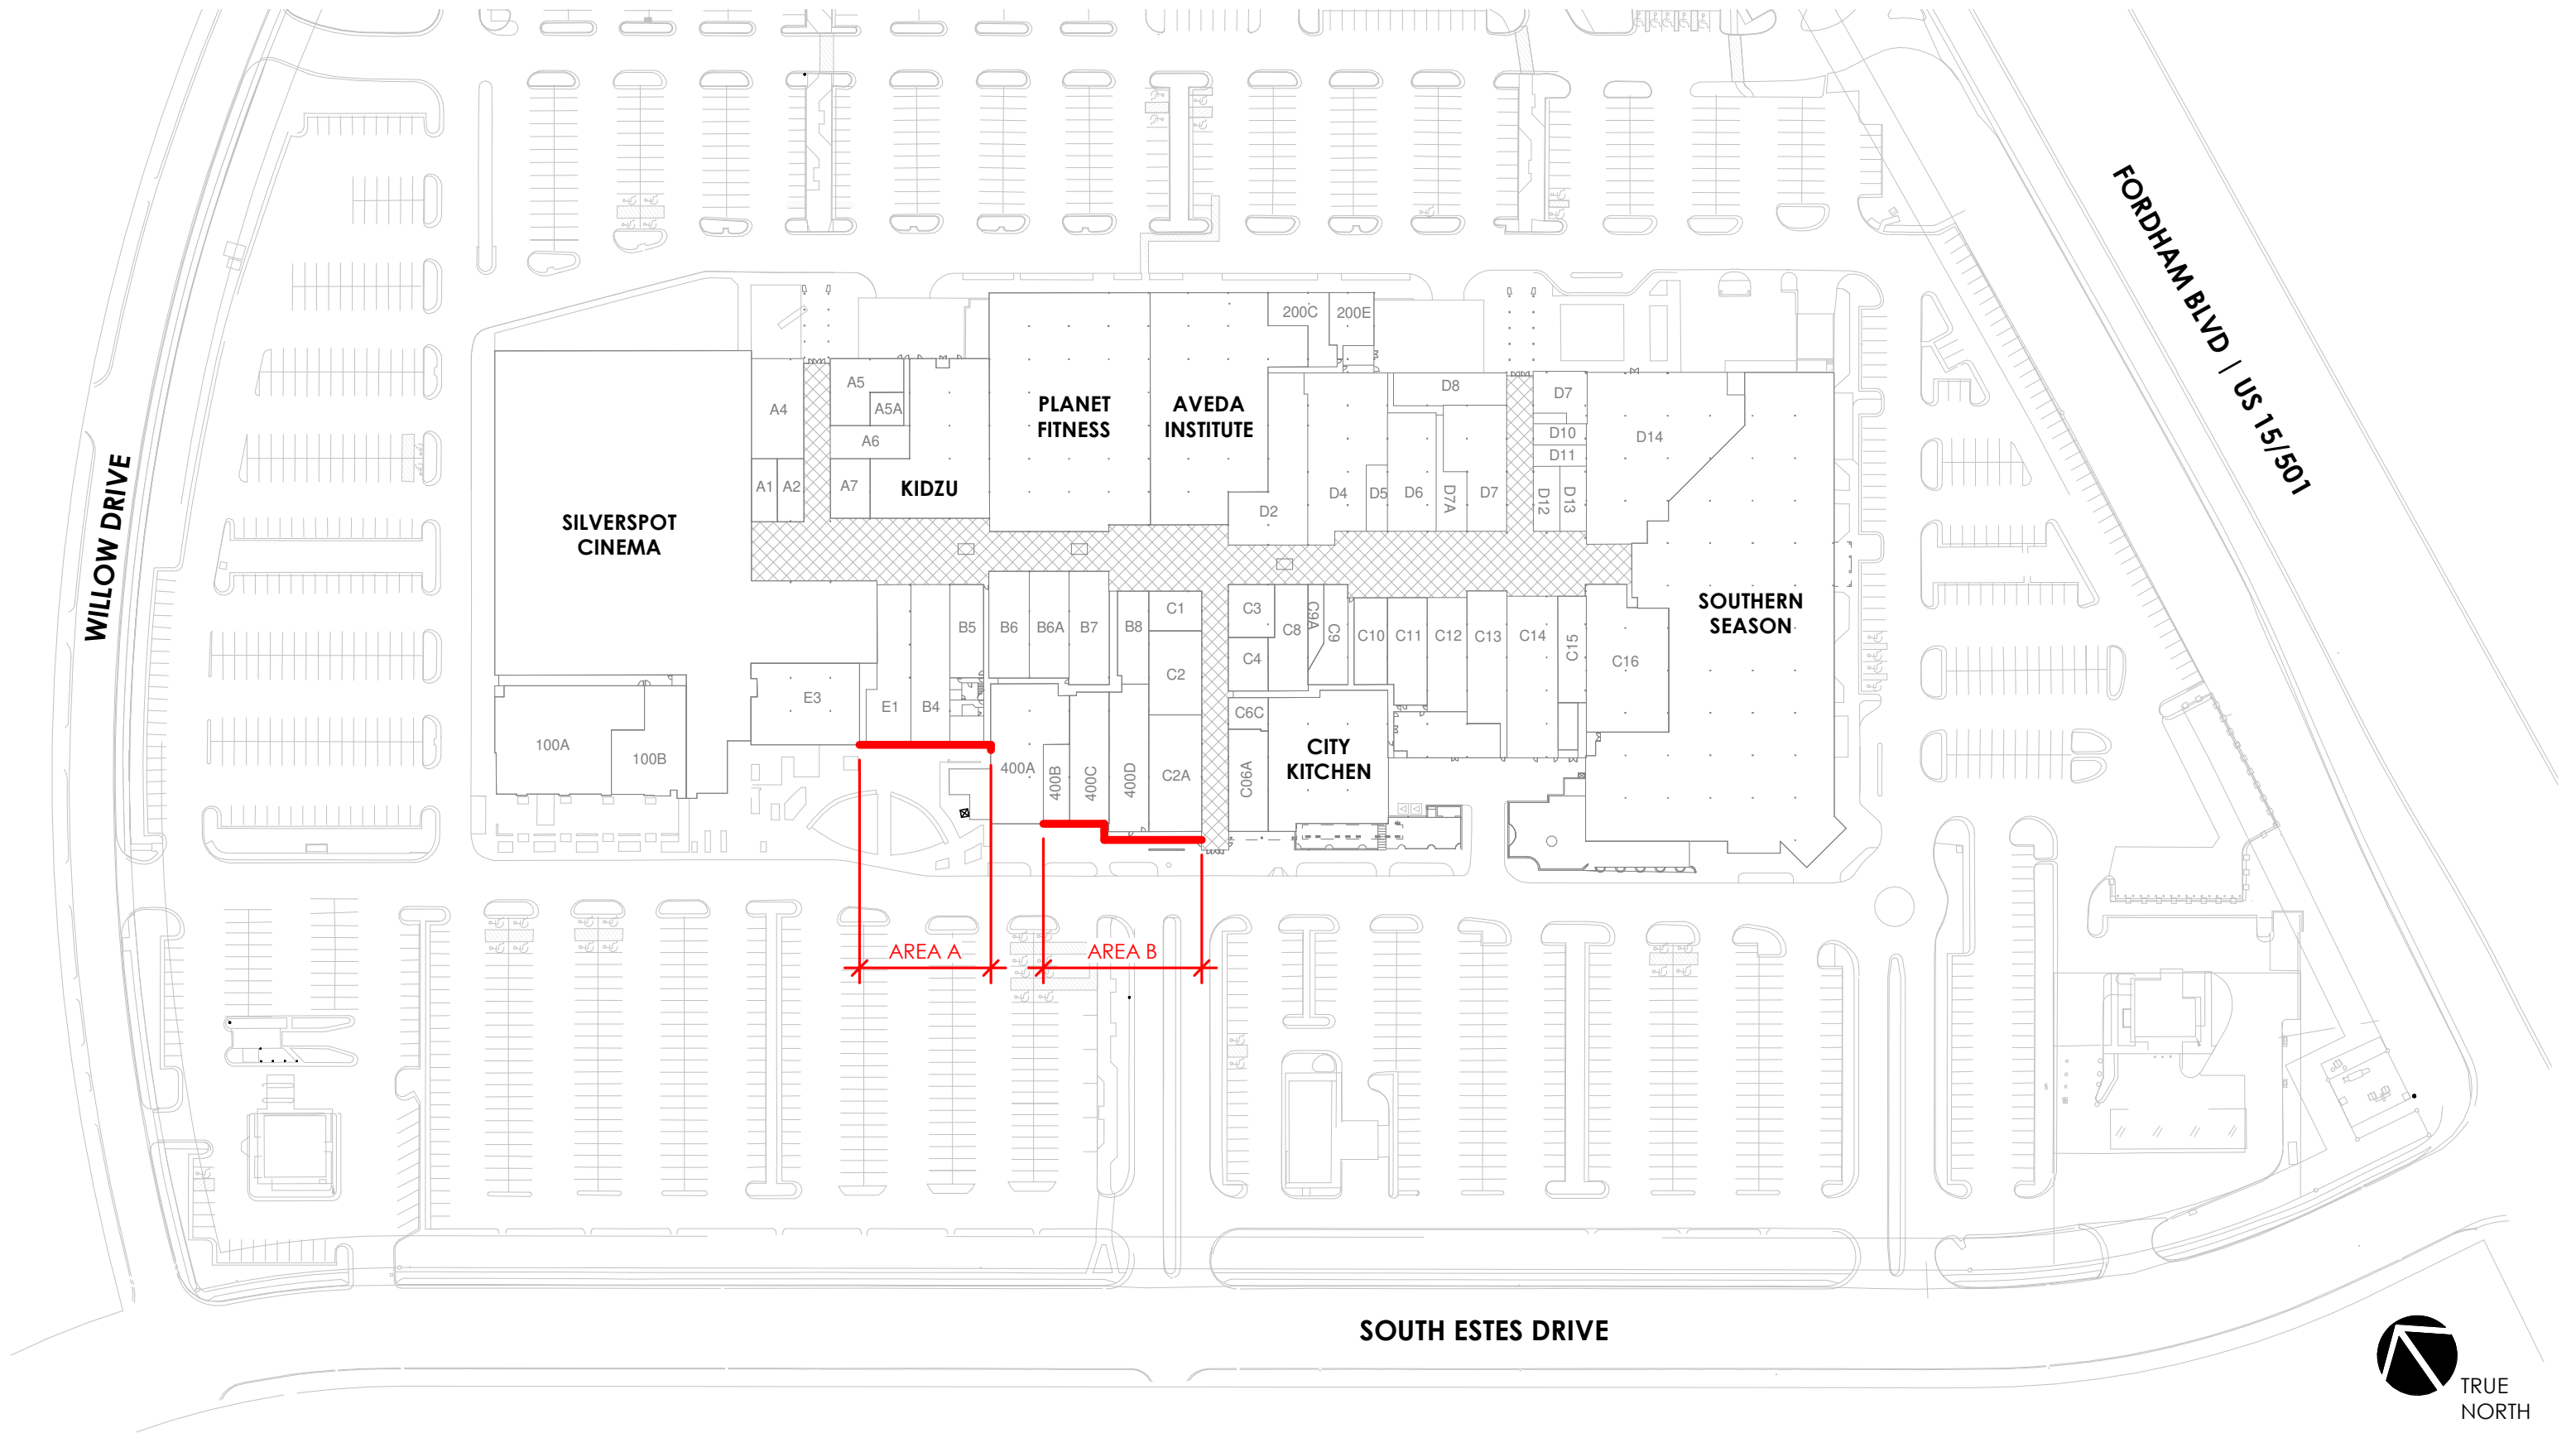 FORDHAM BLVD | US 15/501
WILLOW DRIVE
200C
200E
PLANET
FITNESS
AVEDA
INSTITUTE
A4
A5
A5A
A6
A1
A2
A7
KIDZU
SILVERSPOT
CINEMA
D2
D4
D5
D6
D7A
D7
D8
D7
D10
D11
D12
D13
D14
SOUTHERN
SEASON
B5
B6
B6A
B7
B8
C1
C2
C3
C4
C8
C9A
C9
C10
C11
C12
C13
C14
C15
C16
E3
E1
B4
C6C
100A
100B
400A
400B
400C
400D
C2A
C06A
CITY
KITCHEN
AREA A
AREA B
SOUTH ESTES DRIVE
TRUE
NORTH